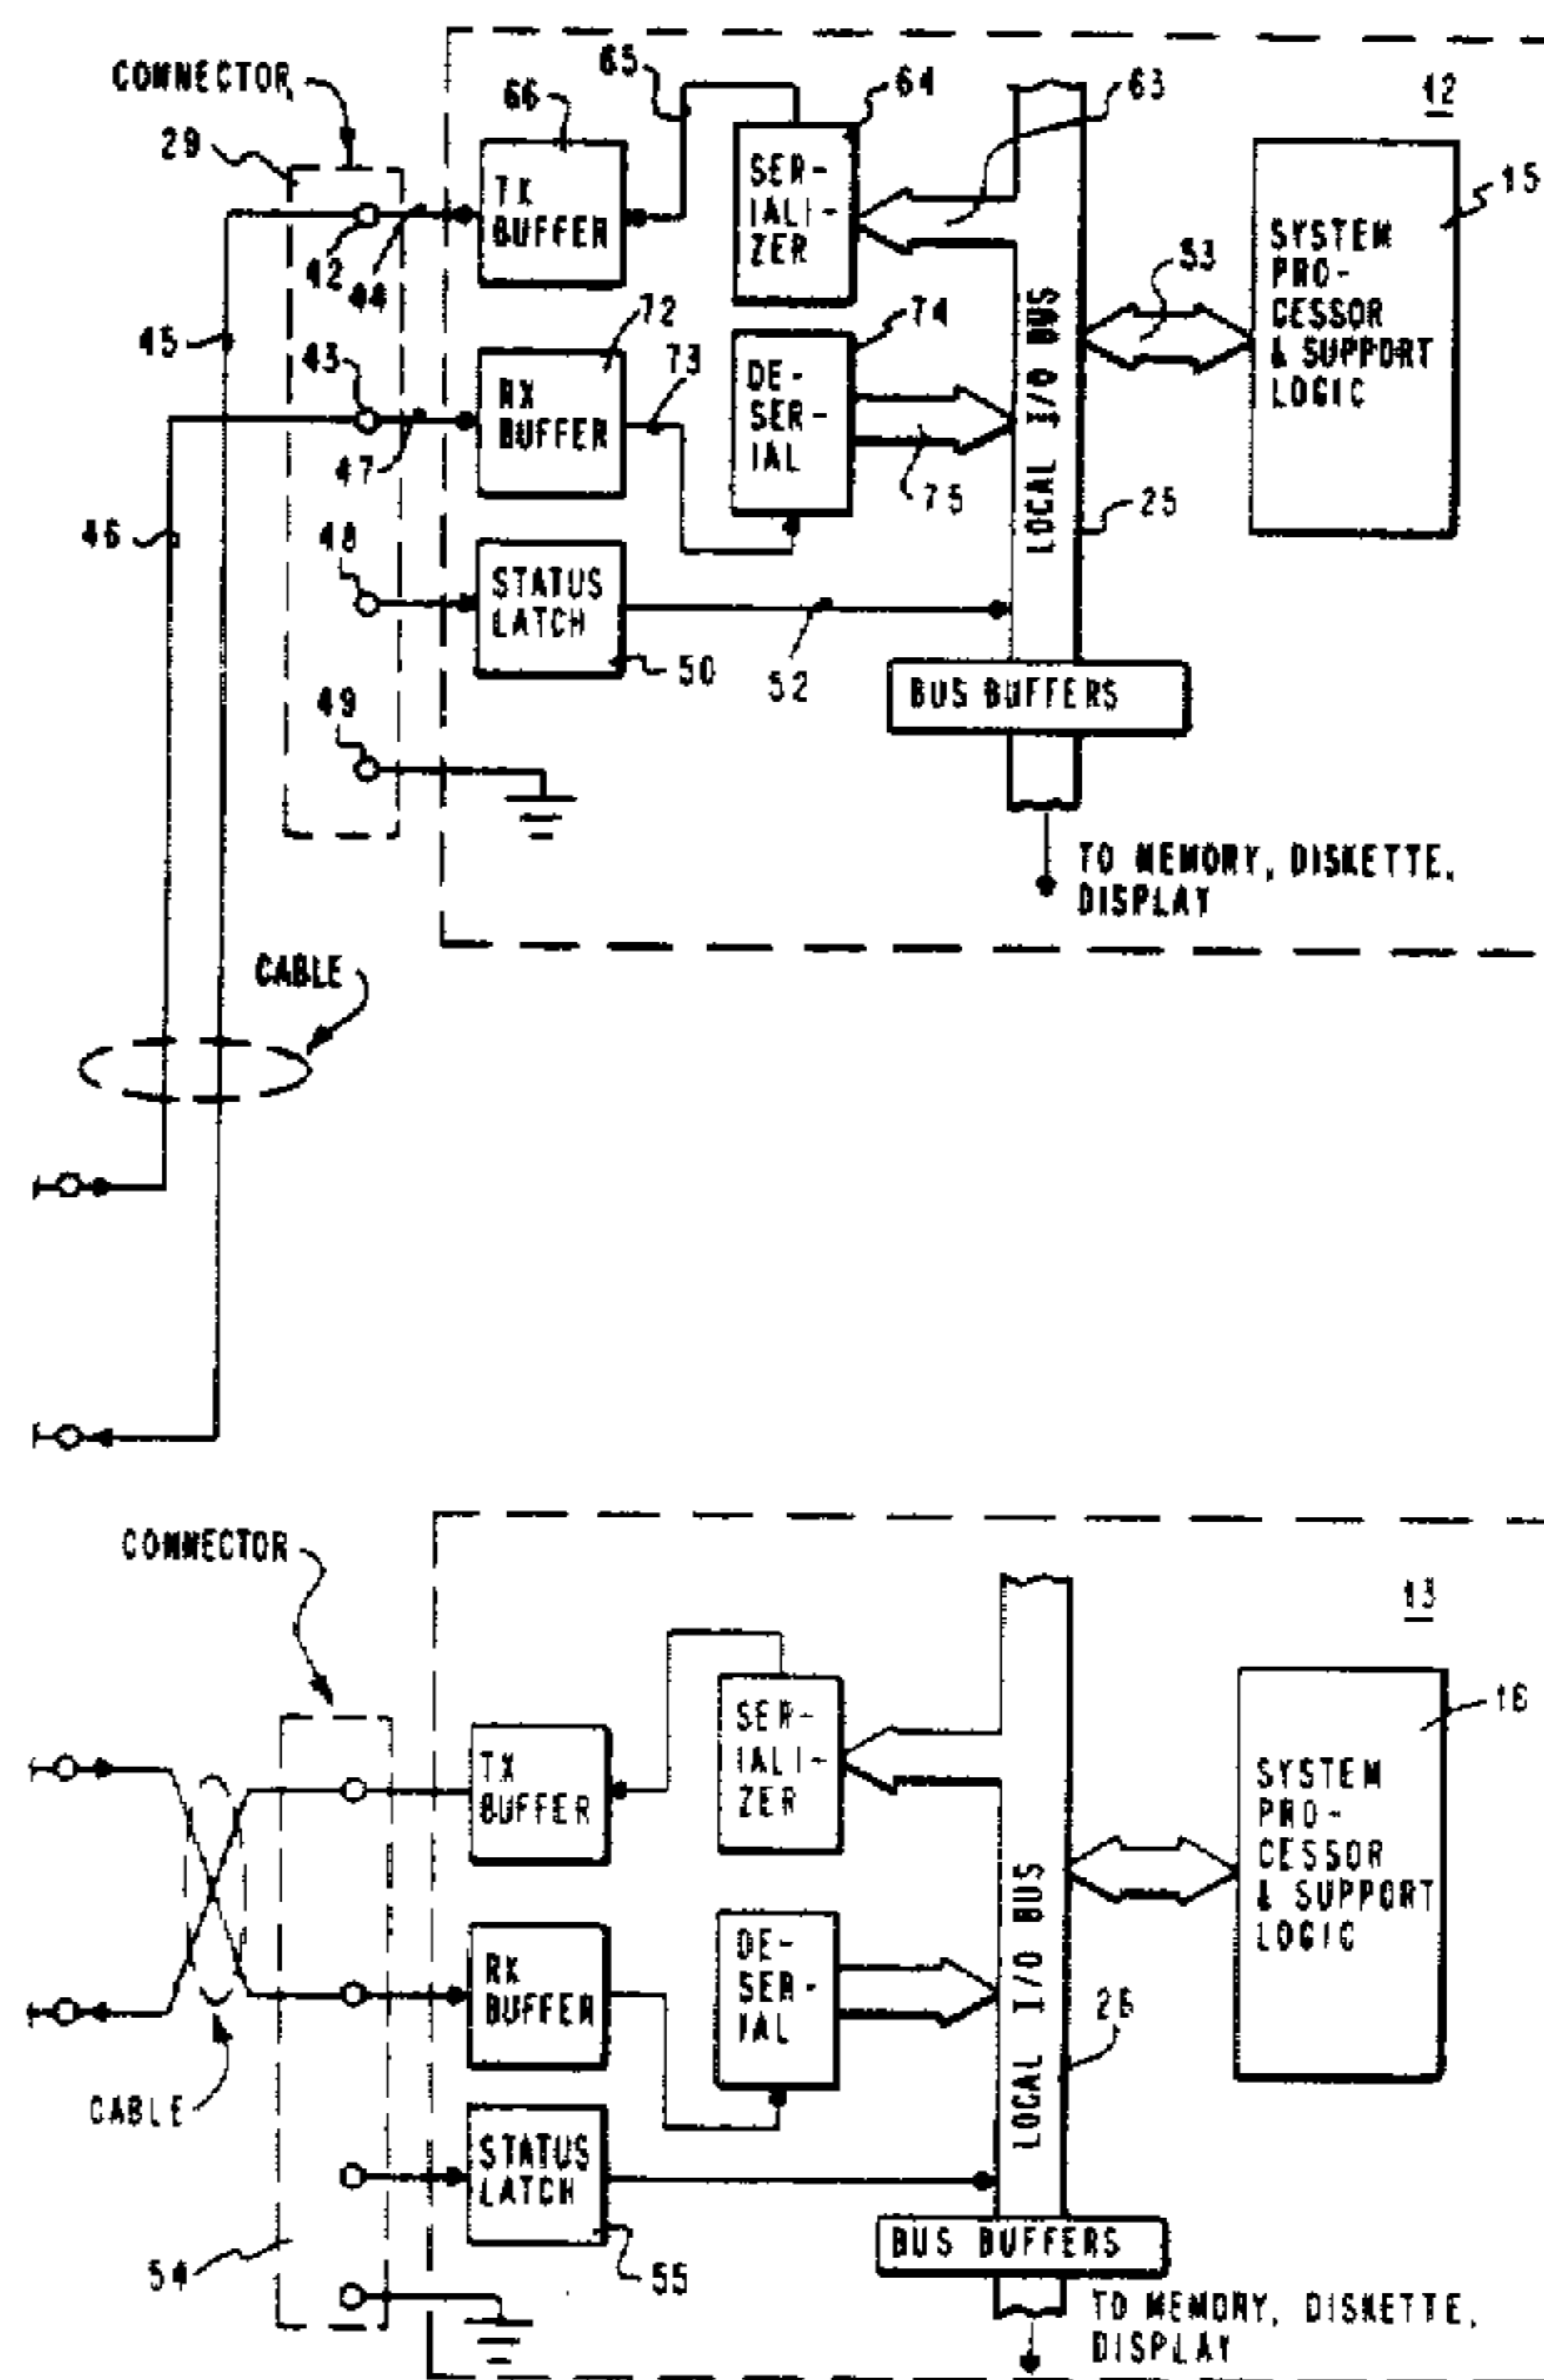 CONNECTOR
29
65
66
64
63
12
15
TX
BUFFER
SER-
IALI-
ZER
SYSTEM
PRO-
CESSOR
& SUPPORT
LOGIC
53
42
44
45
43
72
73
74
RX
BUFFER
DE-
SER-
IAL
47
75
LOCAL I/O BUS
25
46
48
STATUS
LATCH
50
52
49
BUS BUFFERS
TO MEMORY, DISKETTE,
DISPLAY
CABLE
CONNECTOR
13
16
TX
BUFFER
SER-
IALI-
ZER
SYSTEM
PRO-
CESSOR
& SUPPORT
LOGIC
RX
BUFFER
DE-
SER-
IAL
LOCAL I/O BUS
26
CABLE
STATUS
LATCH
54
55
BUS BUFFERS
TO MEMORY, DISKETTE,
DISPLAY